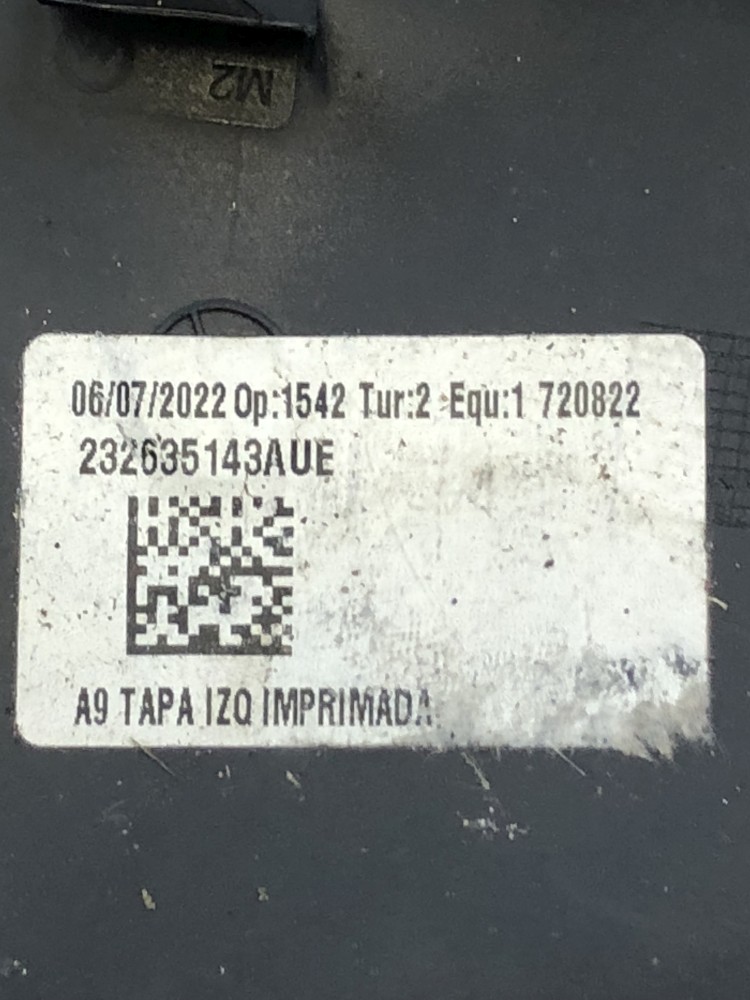 M2
06/07/2022 Op:1542 Tur:2 Equ:1 720822
232635143AUE
A9 TAPA IZQ IMPRIMADA